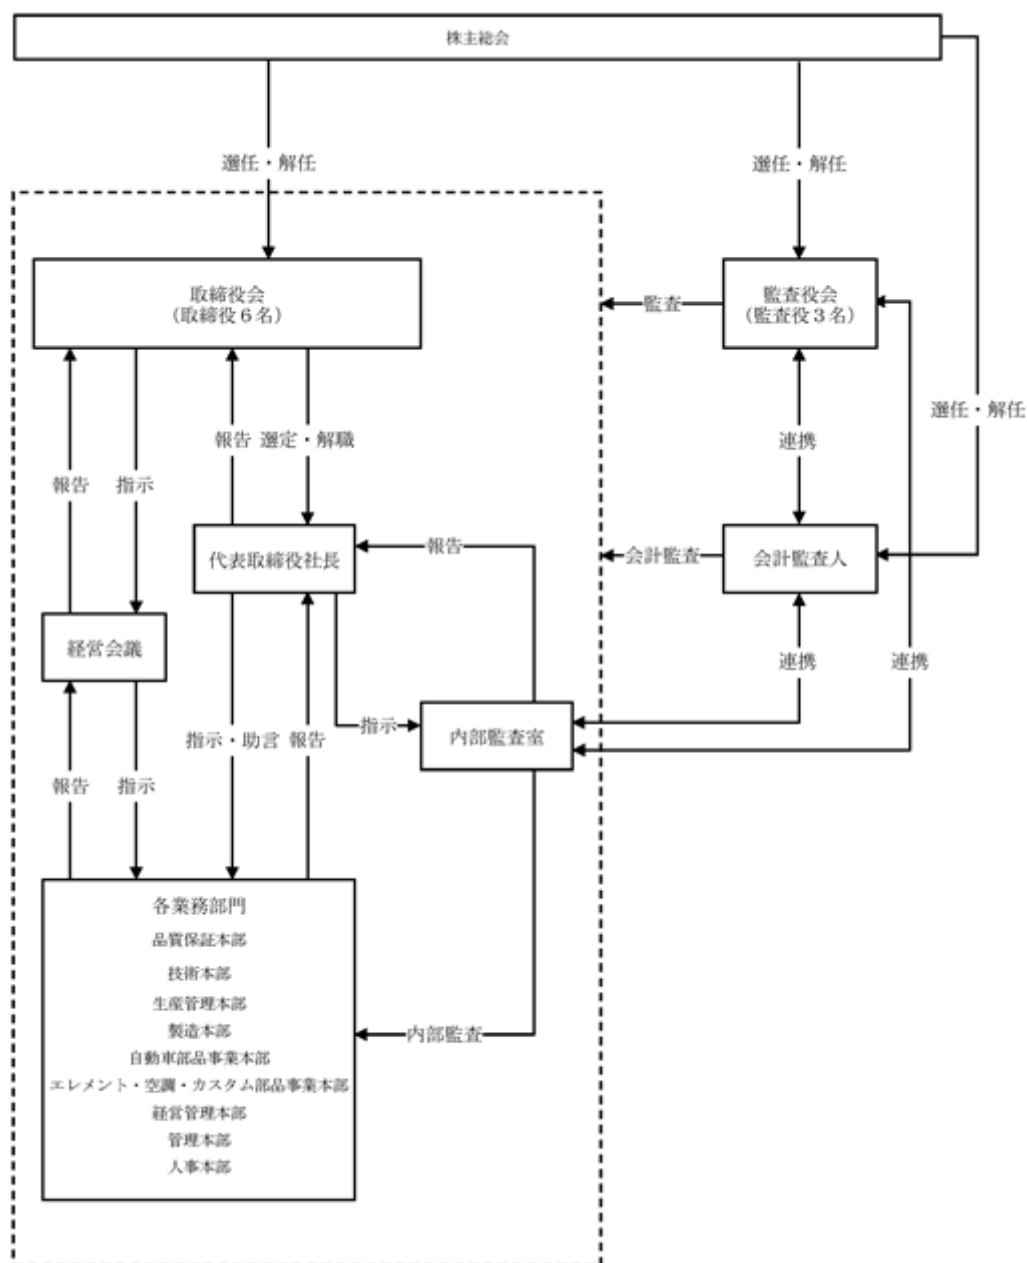 株主総会
選任・解任
選任・解任
取締役会
（取締役６名）
監査
監査役会
（監査役３名）
選任・解任
報告
選定・解職
連携
報告
指示
代表取締役社長
報告
会計監査
会計監査人
経営会議
連携
連携
指示
内部監査室
指示・助言
報告
報告
指示
各業務部門
品質保証本部
技術本部
生産管理本部
製造本部
内部監査
自動車部品事業本部
エレメント・空調・カスタム部品事業本部
経営管理本部
管理本部
人事本部